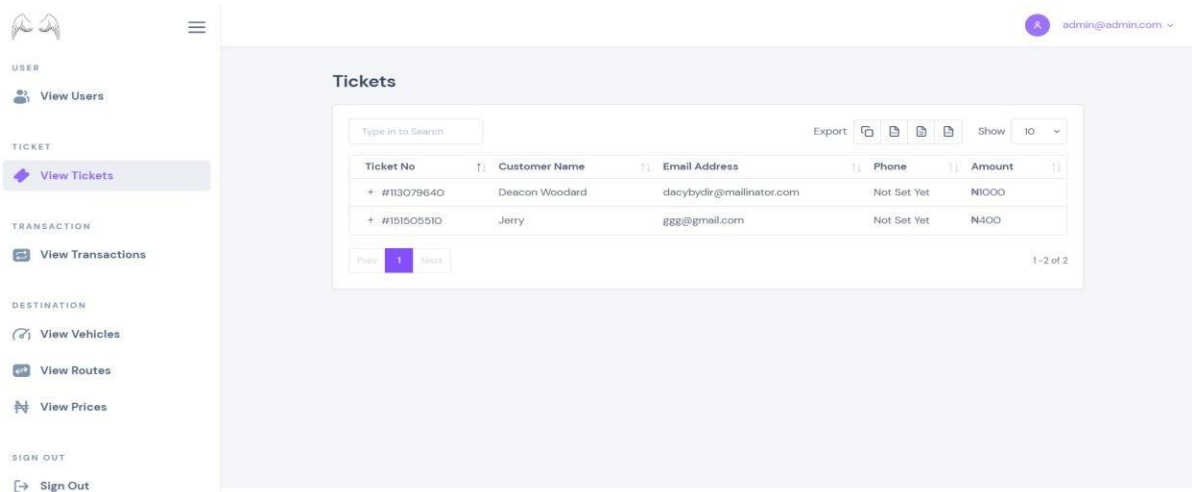 admin@admin.com
USER
View Users
TICKET
View Tickets
TRANSACTION
View Transactions
DESTINATION
View Vehicles
View Routes
View Prices
SIGN OUT
Sign Out
Tickets
Type in to Search
Export Show 10
Ticket No Customer Name Email Address Phone Amount
+ #113079640 Deacon Woodard dacybydir@mailinator.com Not Set Yet ₦1000
+ #151505510 Jerry ggg@gmail.com Not Set Yet ₦400
Prev 1 Next 1-2 of 2